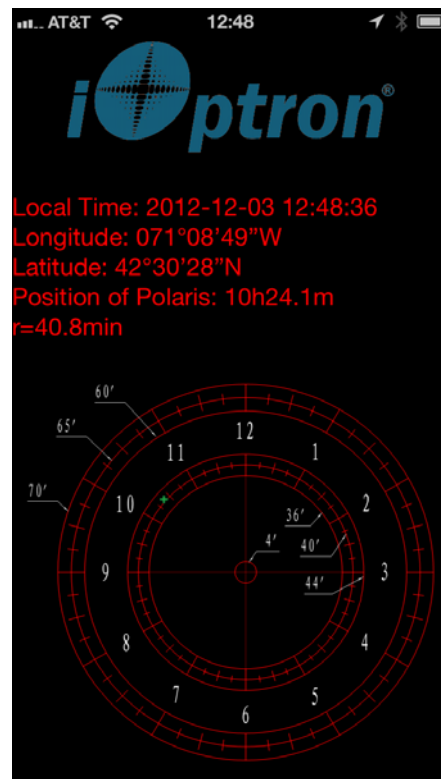 AT&T 12:48
iOptron®
Local Time: 2012-12-03 12:48:36
Longitude: 071°08'49”W
Latitude: 42°30'28”N
Position of Polaris: 10h24.1m
r=40.8min
60'
65'
70'
12
11
1
10
2
36'
4'
40'
9
44'
3
8
4
7
5
6